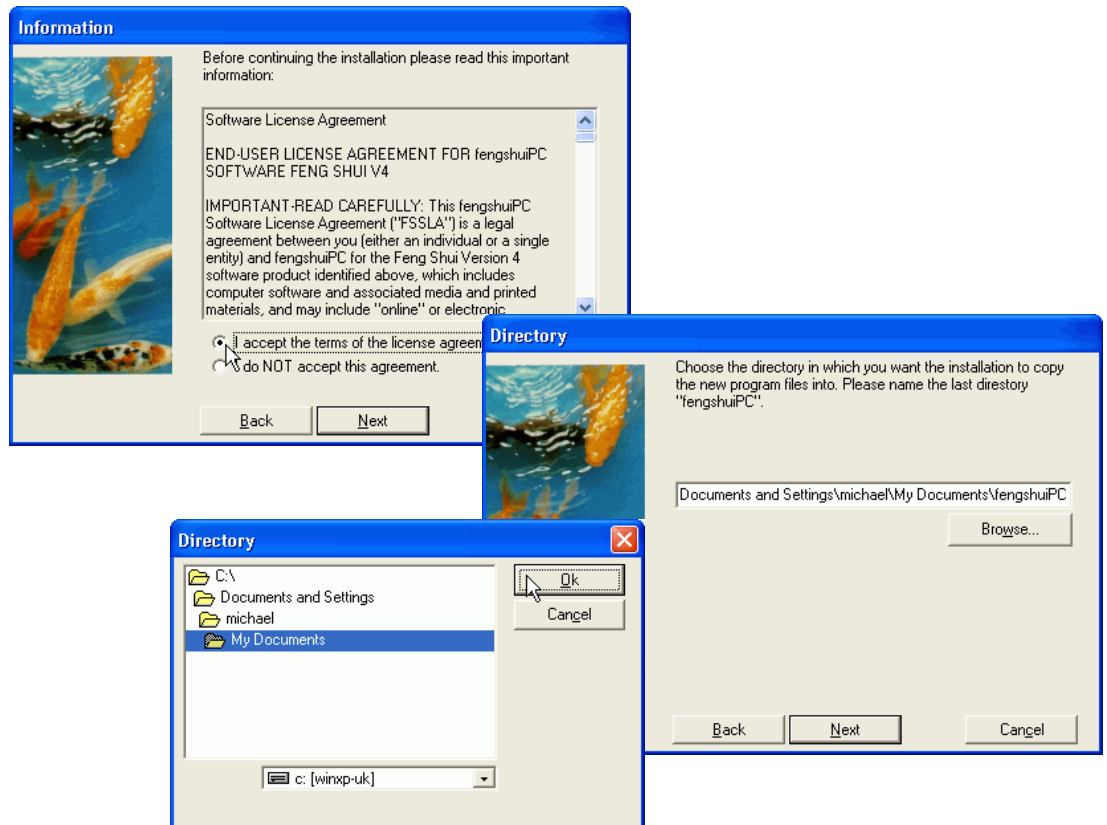 Information
Before continuing the installation please read this important
information:
Software License Agreement
END-USER LICENSE AGREEMENT FOR fengshuiPC
SOFTWARE FENG SHUI V4
IMPORTANT-READ CAREFULLY: This fengshuiPC
Software License Agreement ("FSSLA") is a legal
agreement between you (either an individual or a single
entity) and fengshuiPC for the Feng Shui Version 4
software product identified above, which includes
computer software and associated media and printed
materials, and may include "online" or electronic
I accept the terms of the license agreem
do NOT accept this agreement.
Back
Next
Directory
Choose the directory in which you want the installation to copy
the new program files into. Please name the last direstory
"fengshuiPC".
Documents and Settings\michael\My Documents\fengshuiPC
Browse...
Back
Next
Cancel
Directory
C:\
Documents and Settings
michael
My Documents
Ok
Cancel
c: [winxp-uk]